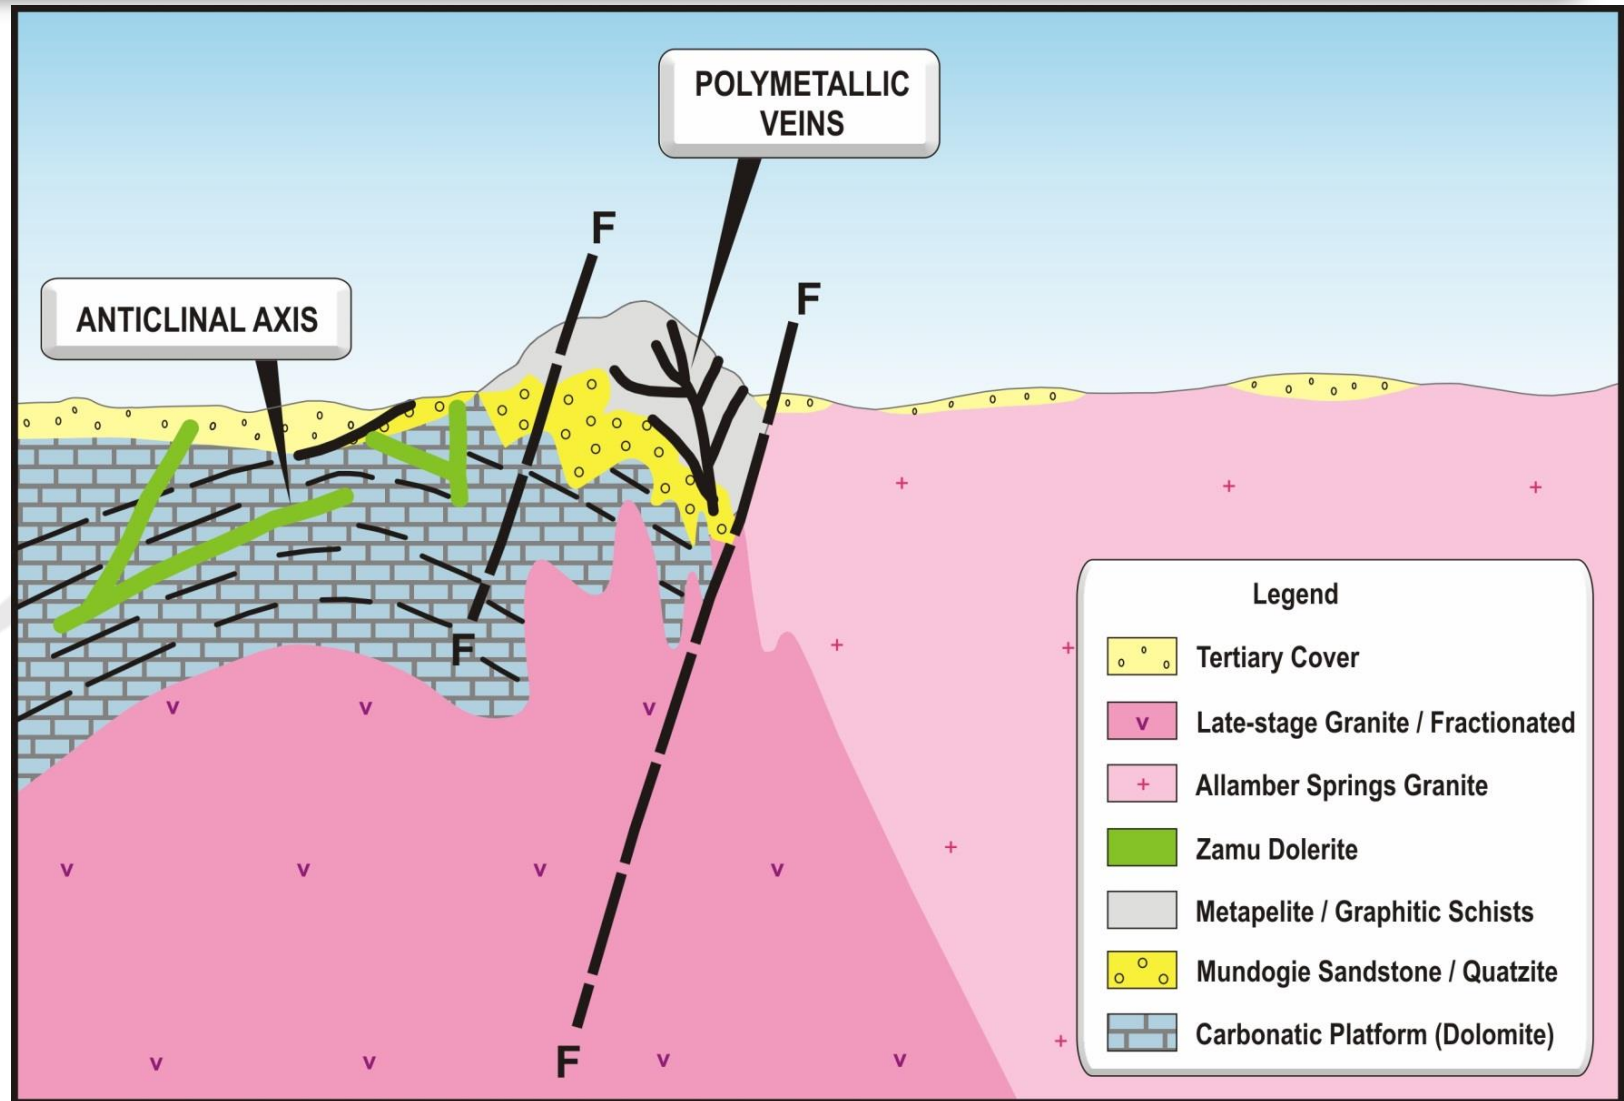 POLYMETALLIC
VEINS
F
F
ANTICLINAL AXIS
F
F
Legend
Tertiary Cover
Late-stage Granite / Fractionated
Allamber Springs Granite
Zamu Dolerite
Metapelite / Graphitic Schists
Mundogie Sandstone / Quatzite
Carbonatic Platform (Dolomite)